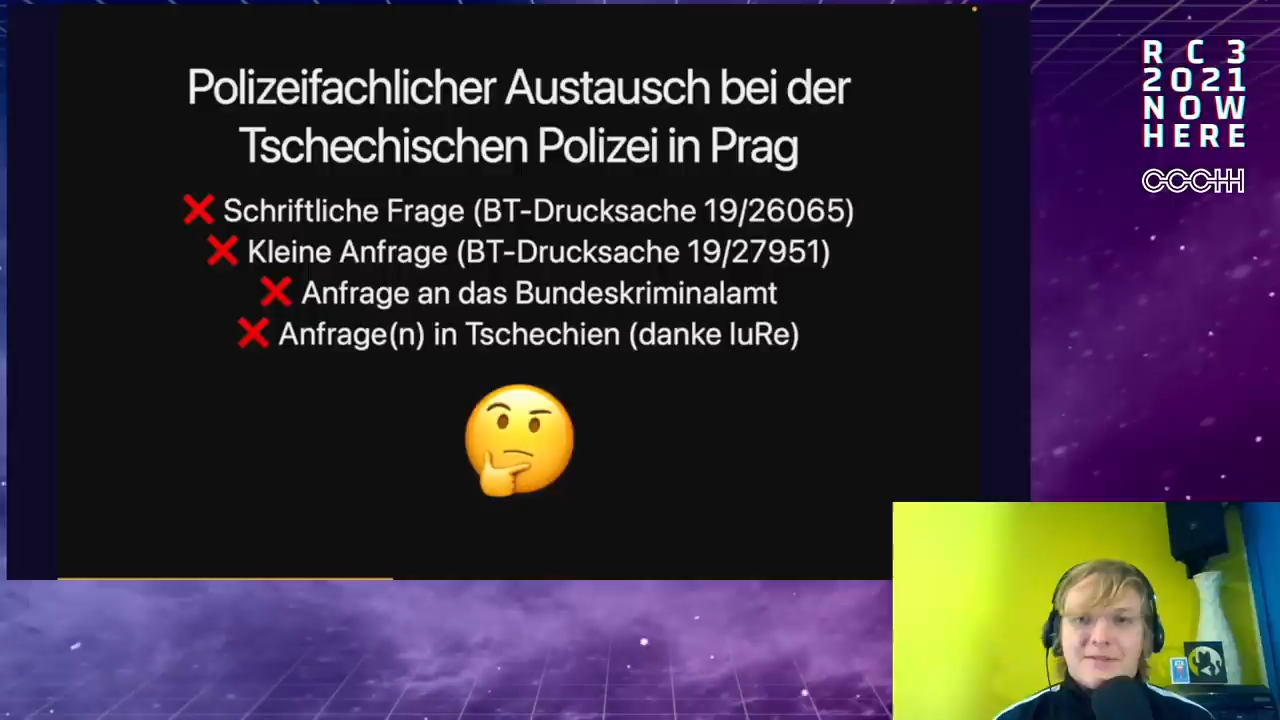 Polizeifachlicher Austausch bei der
Tschechischen Polizei in Prag
❌ Schriftliche Frage (BT-Drucksache 19/26065)
❌ Kleine Anfrage (BT-Drucksache 19/27951)
❌ Anfrage an das Bundeskriminalamt
❌ Anfrage(n) in Tschechien (danke luRe)
RC3
2021
NOW
HERE
CCCHH